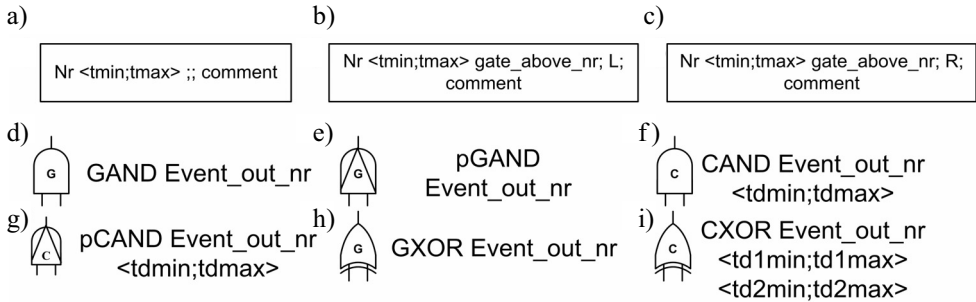 a)
Nr <tmin;tmax> ;; comment
b)
Nr <tmin;tmax> gate_above_nr; L;
comment
c)
Nr <tmin;tmax> gate_above_nr; R;
comment
d)
G
GAND Event_out_nr
e)
G
pGAND
Event_out_nr
f)
C
CAND Event_out_nr
<tdmin;tdmax>
g)
C
pCAND Event_out_nr
<tdmin;tdmax>
h)
G
GXOR Event_out_nr
i)
C
CXOR Event_out_nr
<td1min;td1max>
<td2min;td2max>